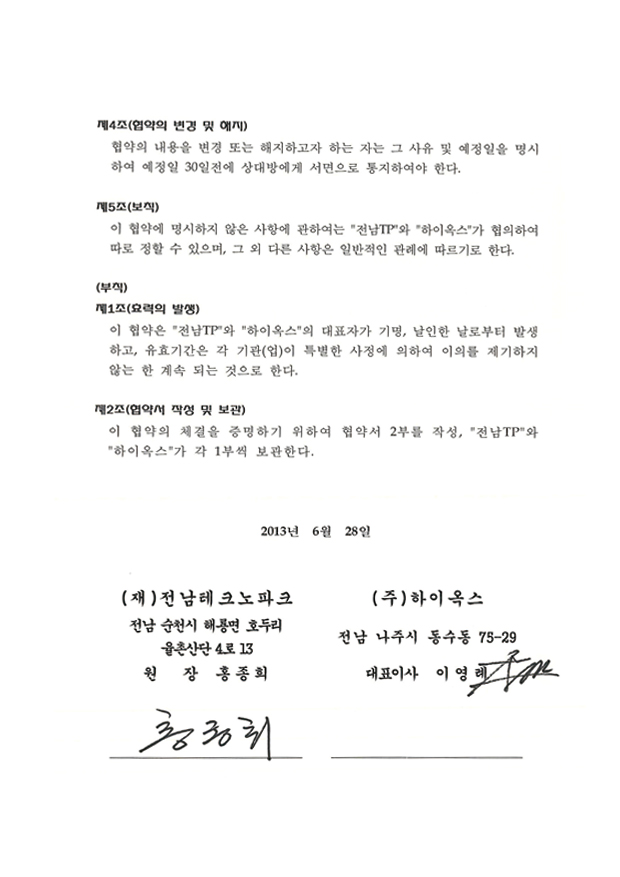 제4조(협약의 변경 및 해지)
협약의 내용을 변경 또는 해지하고자 하는 자는 그 사유 및 예정일을 명시
하여 예정일 30일전에 상대방에게 서면으로 통지하여야 한다.
제5조(보칙)
이 협약에 명시하지 않은 사항에 관하여는 "전남TP"와 "하이옥스"가 협의하여
따로 정할 수 있으며, 그 외 다른 사항은 일반적인 관례에 따르기로 한다.
(부칙)
제1조(효력의 발생)
이 협약은 "전남TP"와 "하이옥스"의 대표자가 기명, 날인한 날로부터 발생
하고, 유효기간은 각 기관(업)이 특별한 사정에 의하여 이의를 제기하지
않는 한 계속 되는 것으로 한다.
제2조(협약서 작성 및 보관)
이 협약의 체결을 증명하기 위하여 협약서 2부를 작성, "전남TP"와
"하이옥스"가 각 1부씩 보관한다.
2013년 6월 28일
(재)전남테크노파크
전남 순천시 해룡면 호두리
율촌산단 4로 13
원 장 홍종희
홍종희
(주)하이옥스
전남 나주시 동수동 75-29
대표이사 이영례